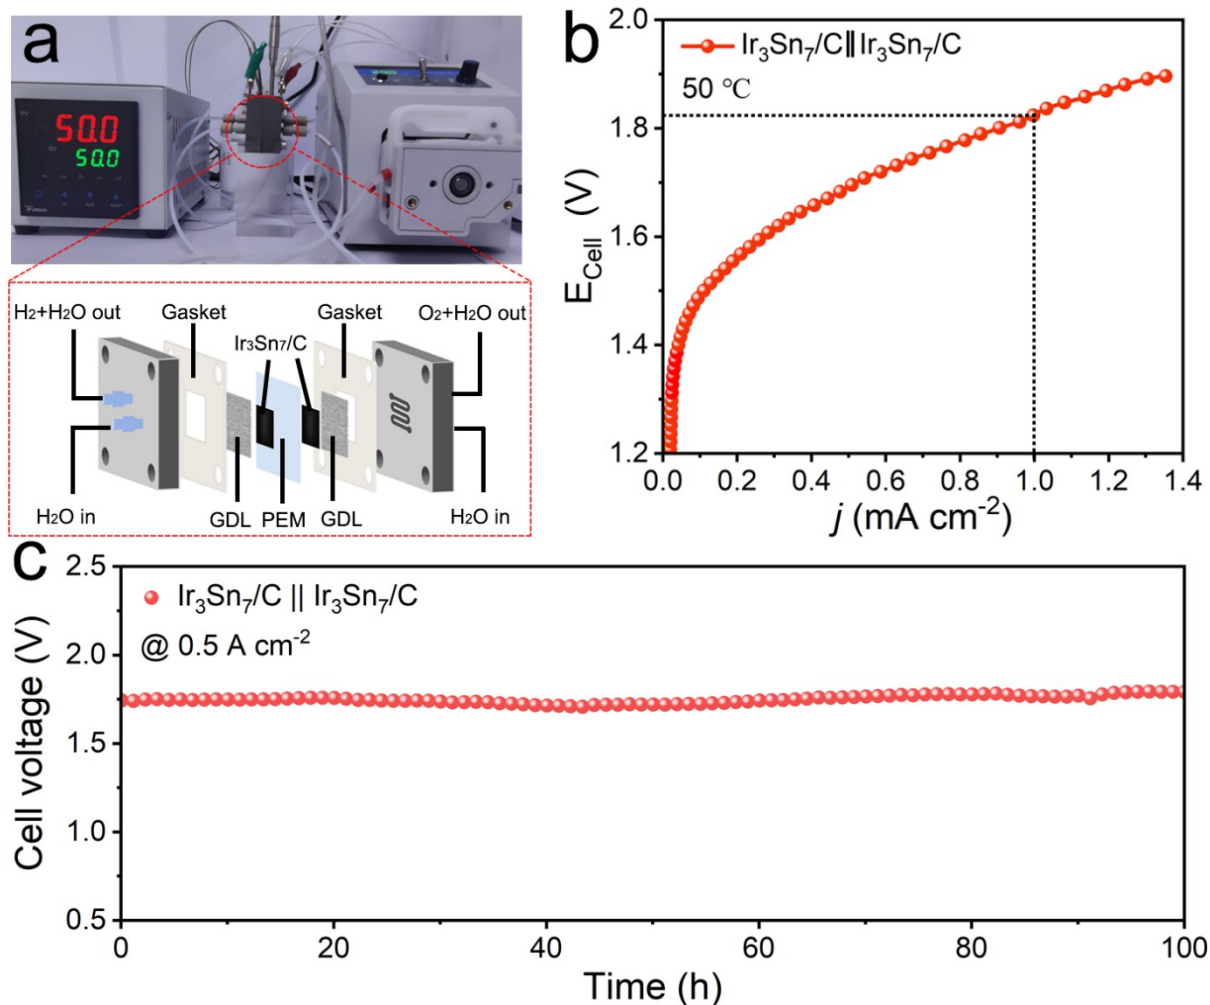 a
50.0
50.0
H₂+H₂O out
Gasket
Ir₃Sn₇/C
Gasket
O₂+H₂O out
H₂O in
GDL
PEM
GDL
H₂O in
b
Ir₃Sn₇/C||Ir₃Sn₇/C
50 ℃
E_Cell (V)
2.0
1.8
1.6
1.4
1.2
0.0 0.2 0.4 0.6 0.8 1.0 1.2 1.4
j (mA cm⁻²)
c
Ir₃Sn₇/C || Ir₃Sn₇/C
@ 0.5 A cm⁻²
Cell voltage (V)
2.5
2.0
1.5
1.0
0.5
0 20 40 60 80 100
Time (h)